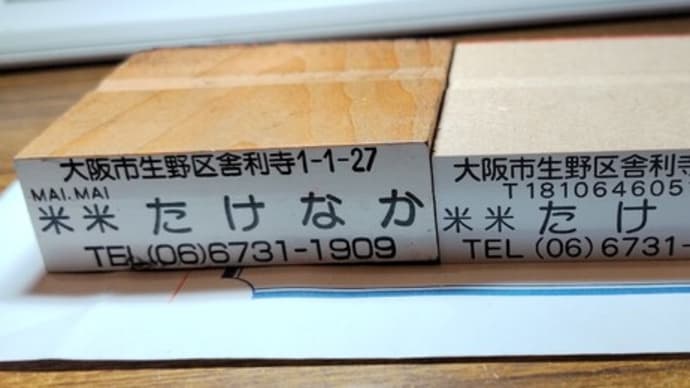 大阪市生野区舎利寺1-1-27
MAI.MAI
米米 たけなか
TEL(06)6731-1909
大阪市生野区舎利寺
T181064605
米米 たけ
TEL (06) 6731-